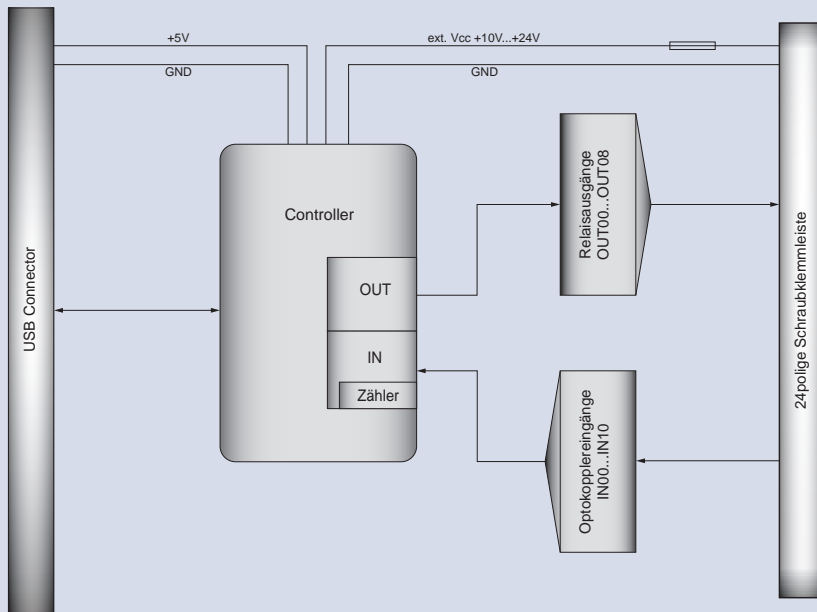 +5V
ext. Vcc +10V...+24V
GND
GND
Controller
OUT
IN
Zähler
USB Connector
Relaisausgänge
OUT00...OUT08
Optokopplereingänge
IN00...IN10
24polige Schraubklemmleiste